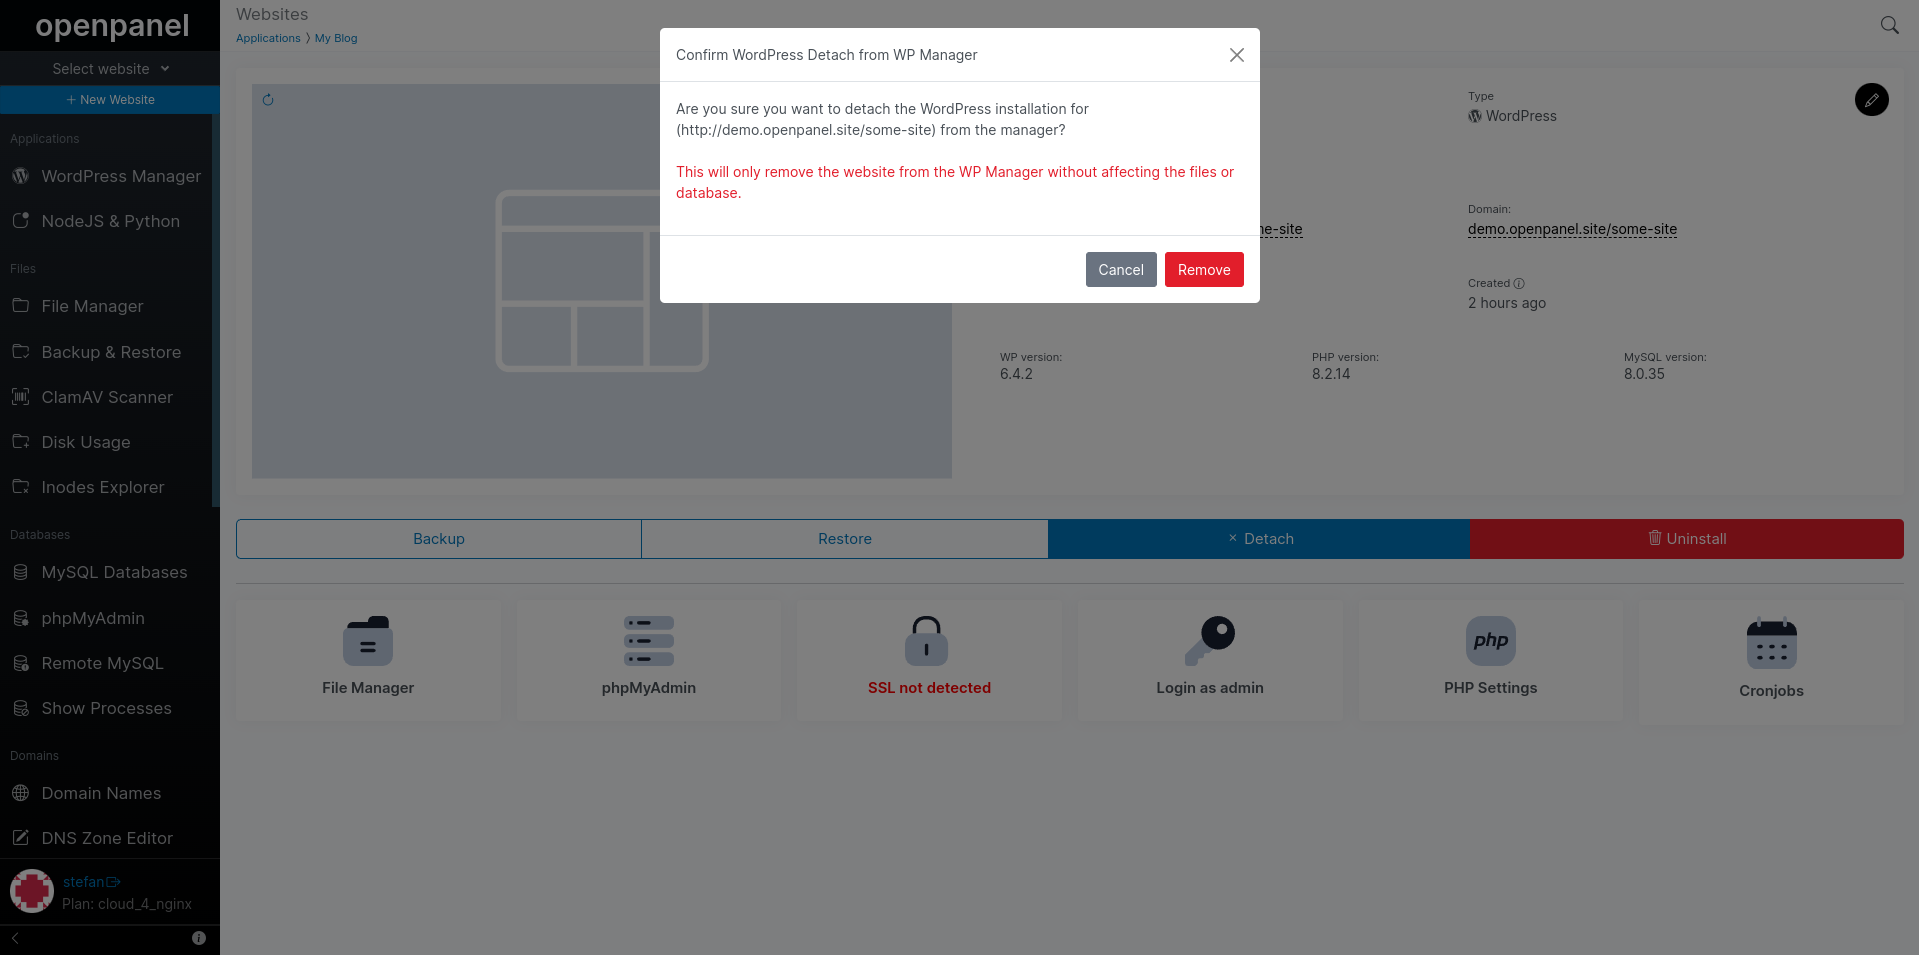 openpanel
Select website
+ New Website
Applications
WordPress Manager
NodeJS & Python
Files
File Manager
Backup & Restore
ClamAV Scanner
Disk Usage
Inodes Explorer
Databases
MySQL Databases
phpMyAdmin
Remote MySQL
Show Processes
Domains
Domain Names
DNS Zone Editor
stefan
Plan: cloud_4_nginx
Websites
Applications › My Blog
Confirm WordPress Detach from WP Manager
Are you sure you want to detach the WordPress installation for
(http://demo.openpanel.site/some-site) from the manager?
This will only remove the website from the WP Manager without affecting the files or
database.
Cancel Remove
Type
WordPress
Domain:
e-site demo.openpanel.site/some-site
Created
2 hours ago
WP version: PHP version: MySQL version:
6.4.2 8.2.14 8.0.35
Backup Restore × Detach Uninstall
php
File Manager phpMyAdmin SSL not detected Login as admin PHP Settings Cronjobs